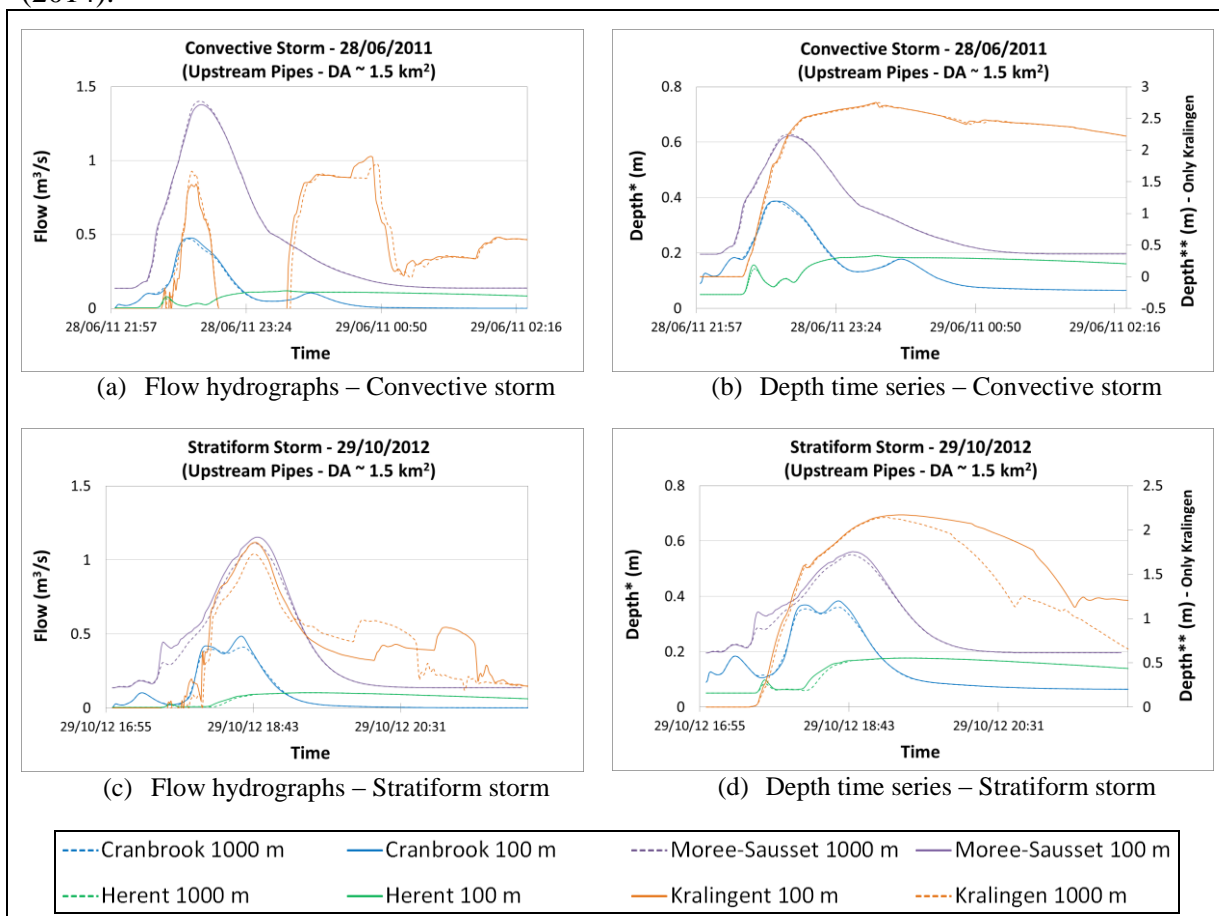 (2014).
Convective Storm - 28/06/2011
(Upstream Pipes - DA ~ 1.5 km²)
1.5
1
0.5
0
Flow (m³/s)
28/06/11 21:57 28/06/11 23:24 29/06/11 00:50 29/06/11 02:16
Time
(a) Flow hydrographs – Convective storm
Convective Storm - 28/06/2011
(Upstream Pipes - DA ~ 1.5 km²)
0.8
0.6
0.4
0.2
0
Depth* (m)
3
2.5
2
1.5
1
0.5
0
-0.5
Depth** (m) - Only Kralingen
28/06/11 21:57 28/06/11 23:24 29/06/11 00:50 29/06/11 02:16
Time
(b) Depth time series – Convective storm
Stratiform Storm - 29/10/2012
(Upstream Pipes - DA ~ 1.5 km²)
1.5
1
0.5
0
Flow (m³/s)
29/10/12 16:55 29/10/12 18:43 29/10/12 20:31
Time
(c) Flow hydrographs – Stratiform storm
Stratiform Storm - 29/10/2012
(Upstream Pipes - DA ~ 1.5 km²)
0.8
0.6
0.4
0.2
0
Depth* (m)
2.5
2
1.5
1
0.5
0
Depth** (m) - Only Kralingen
29/10/12 16:55 29/10/12 18:43 29/10/12 20:31
Time
(d) Depth time series – Stratiform storm
Cranbrook 1000 m Cranbrook 100 m Moree-Sausset 1000 m Moree-Sausset 100 m
Herent 1000 m Herent 100 m Kralingent 100 m Kralingen 1000 m